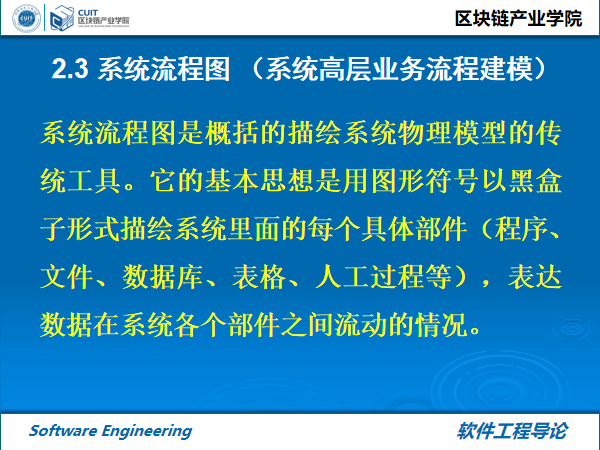 CUIT
区块链产业学院
区块链产业学院
2.3 系统流程图 （系统高层业务流程建模）
系统流程图是概括的描绘系统物理模型的传
统工具。它的基本思想是用图形符号以黑盒
子形式描绘系统里面的每个具体部件（程序、
文件、数据库、表格、人工过程等），表达
数据在系统各个部件之间流动的情况。
Software Engineering
软件工程导论